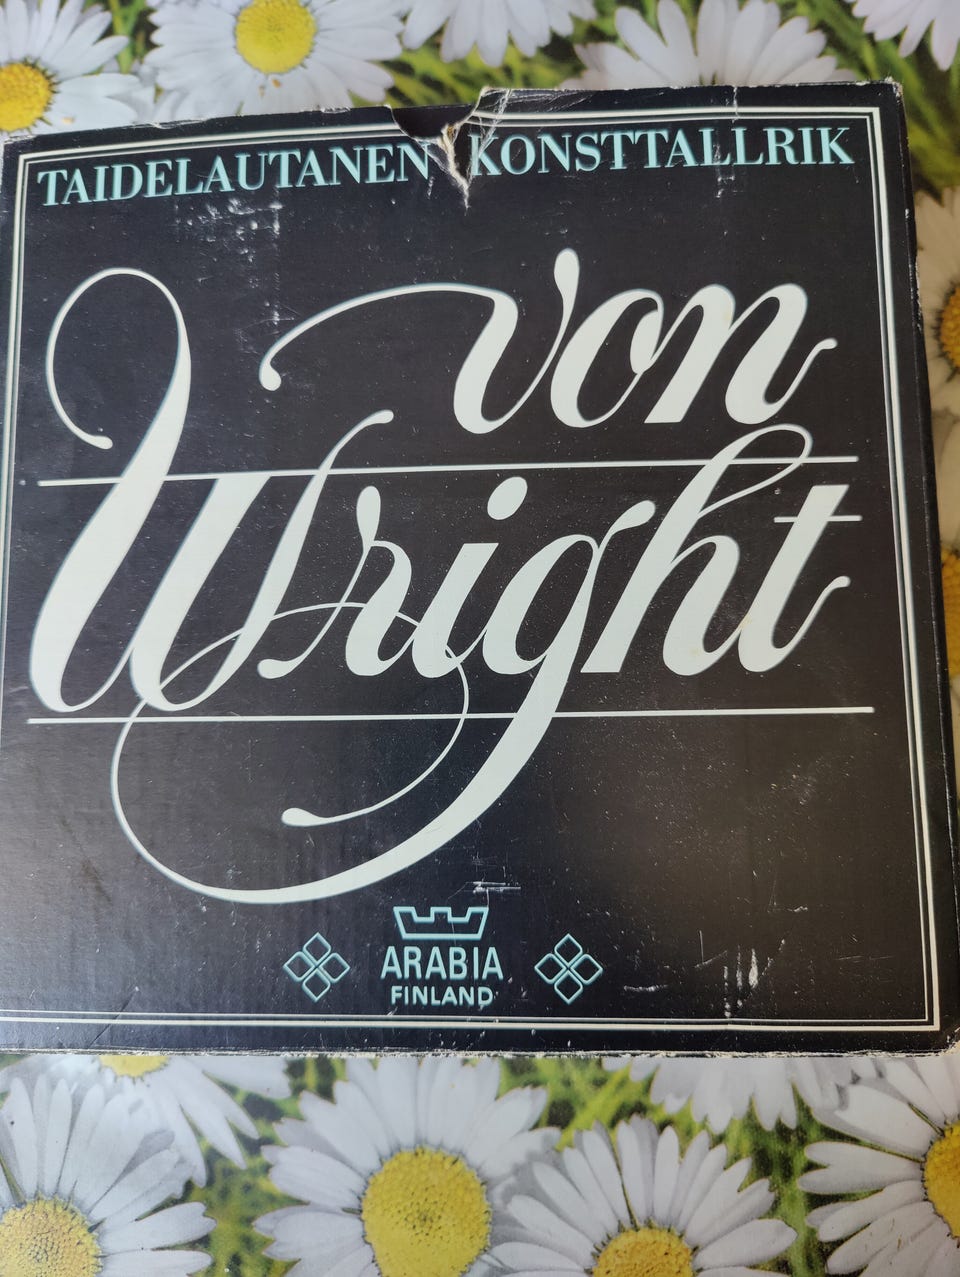 TAIDELAUTANEN KONSTTALLRIK
von
Wright
ARABIA
FINLAND